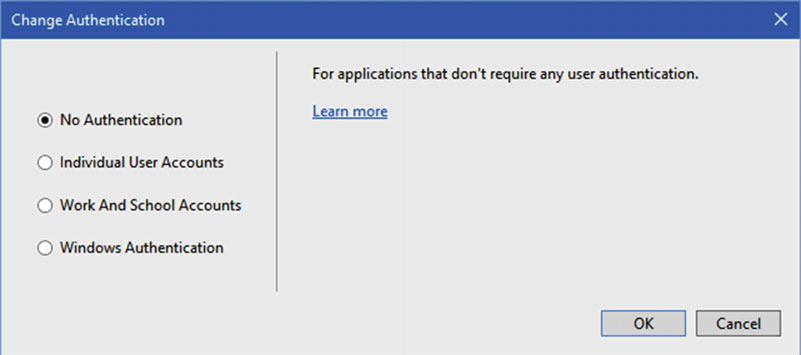 Change Authentication
For applications that don't require any user authentication.
Learn more
No Authentication
Individual User Accounts
Work And School Accounts
Windows Authentication
OK
Cancel